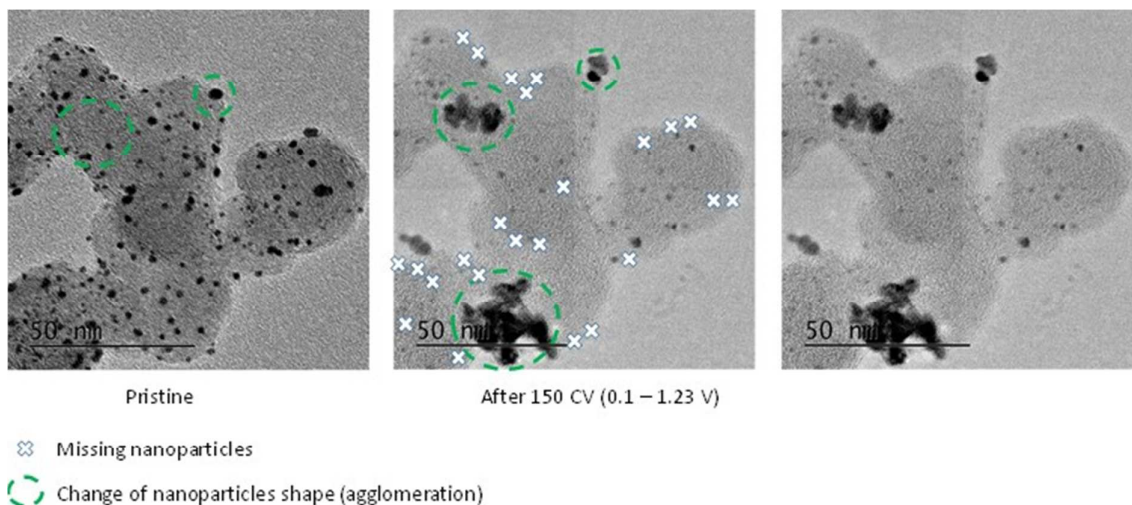 50 nm
50 nm
50 nm
Pristine
After 150 CV (0.1 – 1.23 V)
Missing nanoparticles
Change of nanoparticles shape (agglomeration)